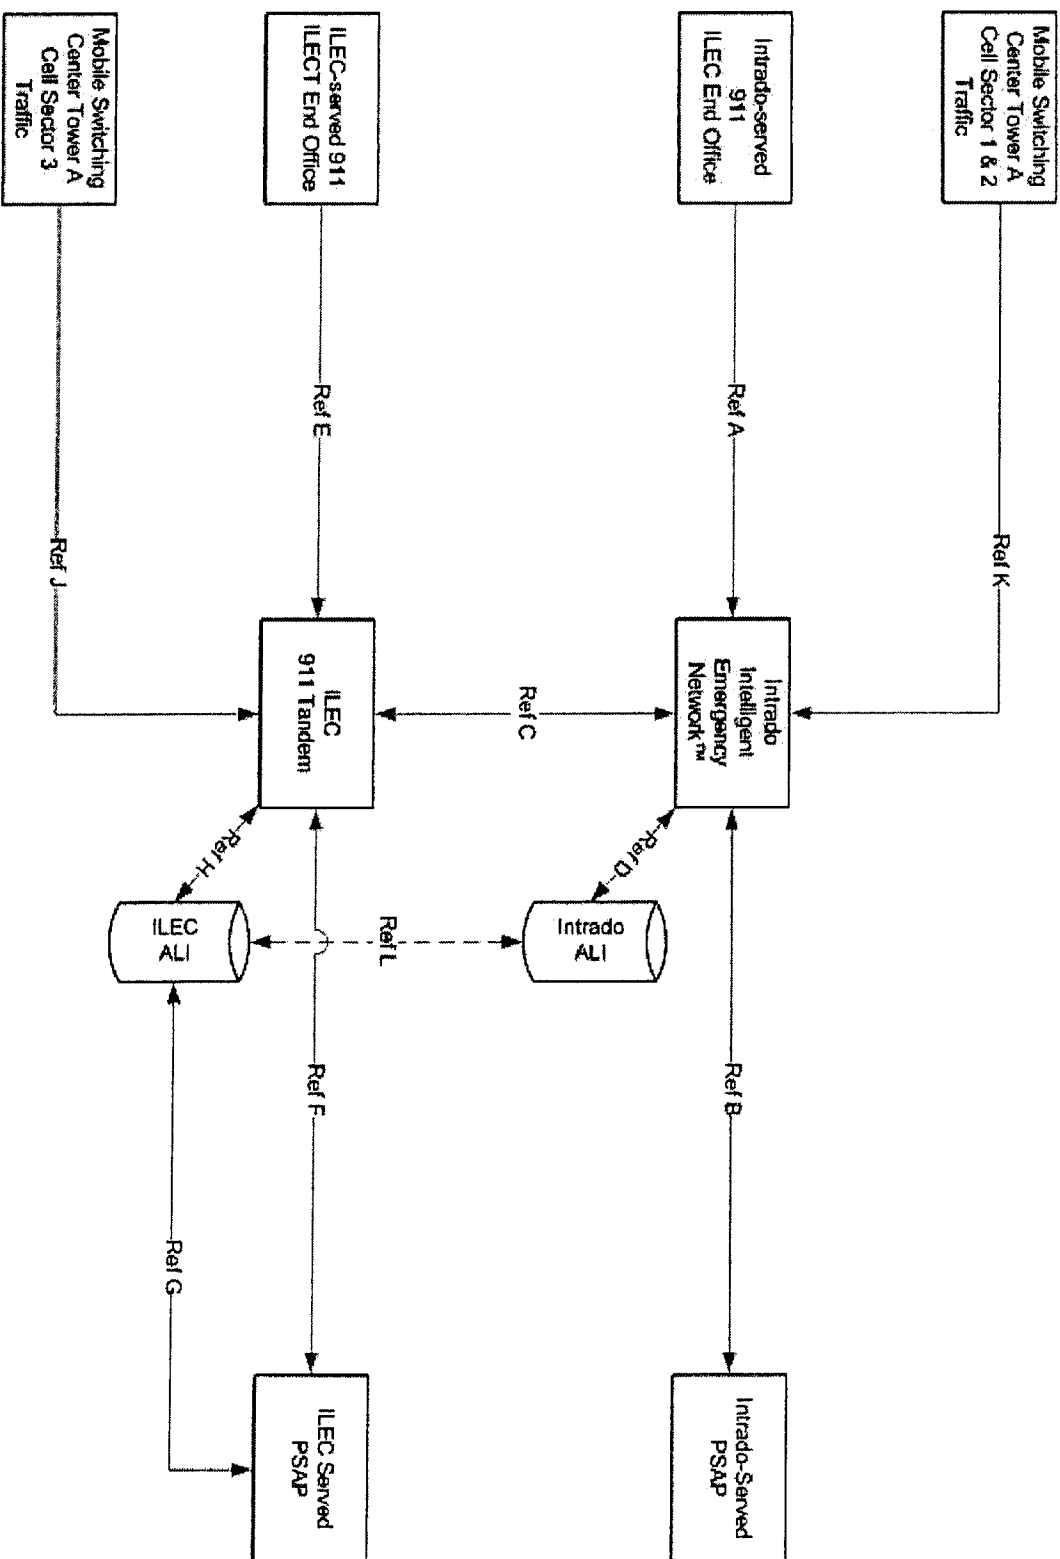 Mobile Switching
Center Tower A
Cell Sector 1 & 2
Traffic
Ref K
Intrado-served
911
ILEC End Office
Ref A
Intrado
Intelligent
Emergency
Network™
Ref B
Intrado-Served
PSAP
Ref D
Intrado
ALI
Ref C
Ref L
ILEC-served 911
ILECT End Office
Ref E
ILEC
911 Tandem
Ref F
ILEC Served
PSAP
Ref H
ILEC
ALI
Ref G
Mobile Switching
Center Tower A
Cell Sector 3
Traffic
Ref J